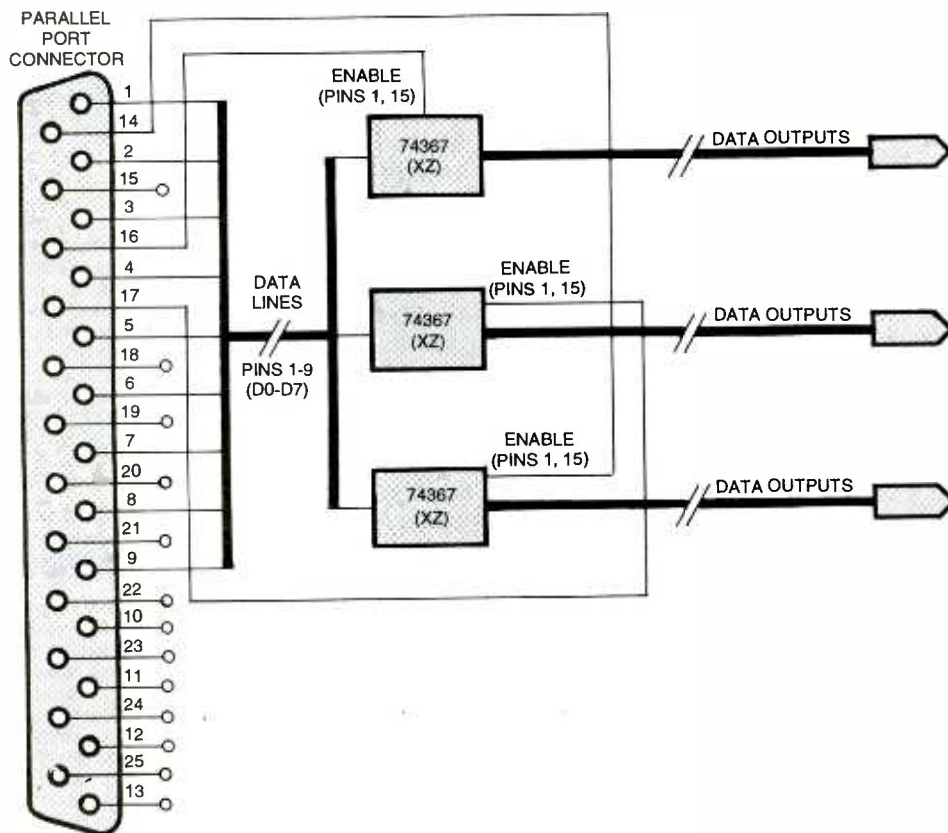 PARALLEL
PORT
CONNECTOR
1
14
2
15
3
16
4
17
5
18
6
19
7
20
8
21
9
22
10
23
11
24
12
25
13
DATA
LINES
PINS 1-9
(D0-D7)
ENABLE
(PINS 1, 15)
74367
(XZ)
DATA OUTPUTS
ENABLE
(PINS 1, 15)
74367
(XZ)
DATA OUTPUTS
ENABLE
(PINS 1, 15)
74367
(XZ)
DATA OUTPUTS